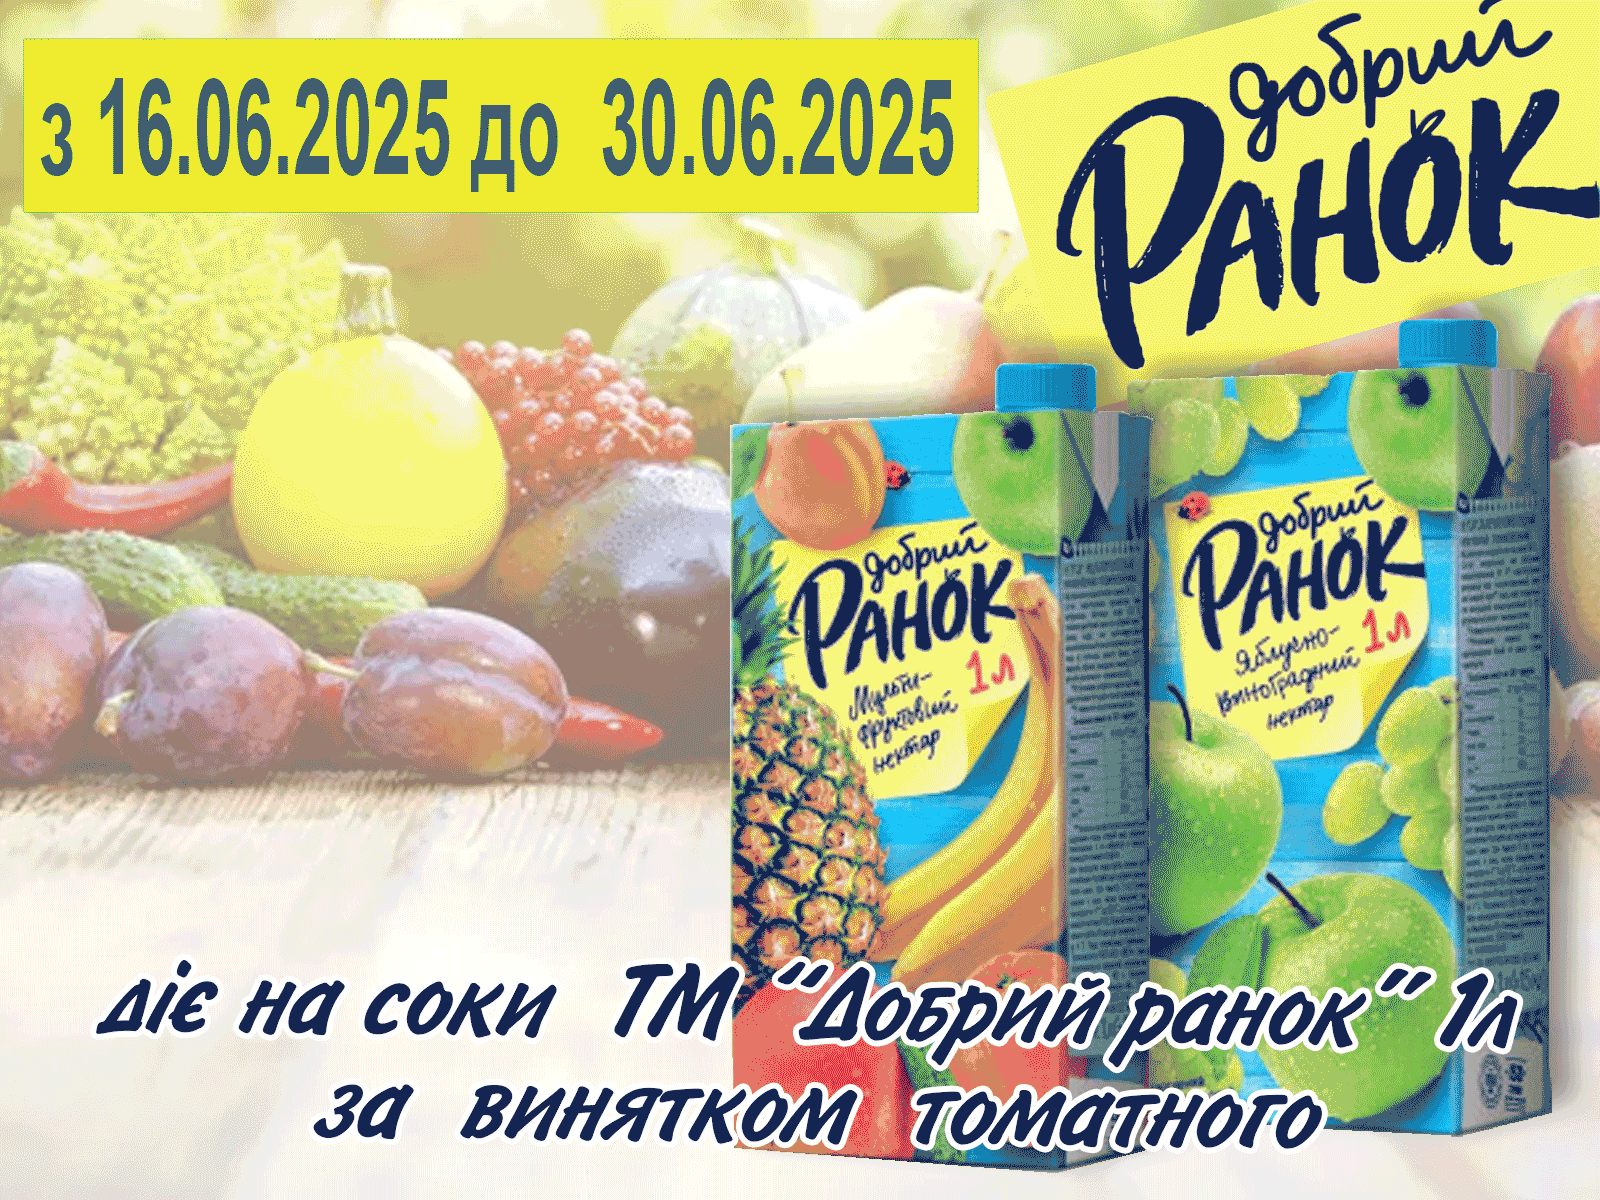 з 16.06.2025 до 30.06.2025
добрий
РАНОК
добрий
РАНОК
1л
Мульти-
фруктовий
нектар
добрий
РАНОК
1л
Яблучно-
виноградний
нектар
діє на соки ТМ “Добрий ранок” 1л
за винятком томатного